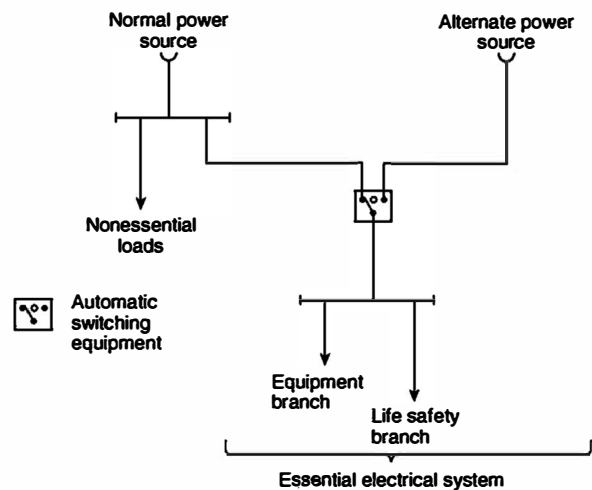 Normal power
source
Alternate power
source
Nonessential
loads
Automatic
switching
equipment
Equipment
branch
Life safety
branch
Essential electrical system